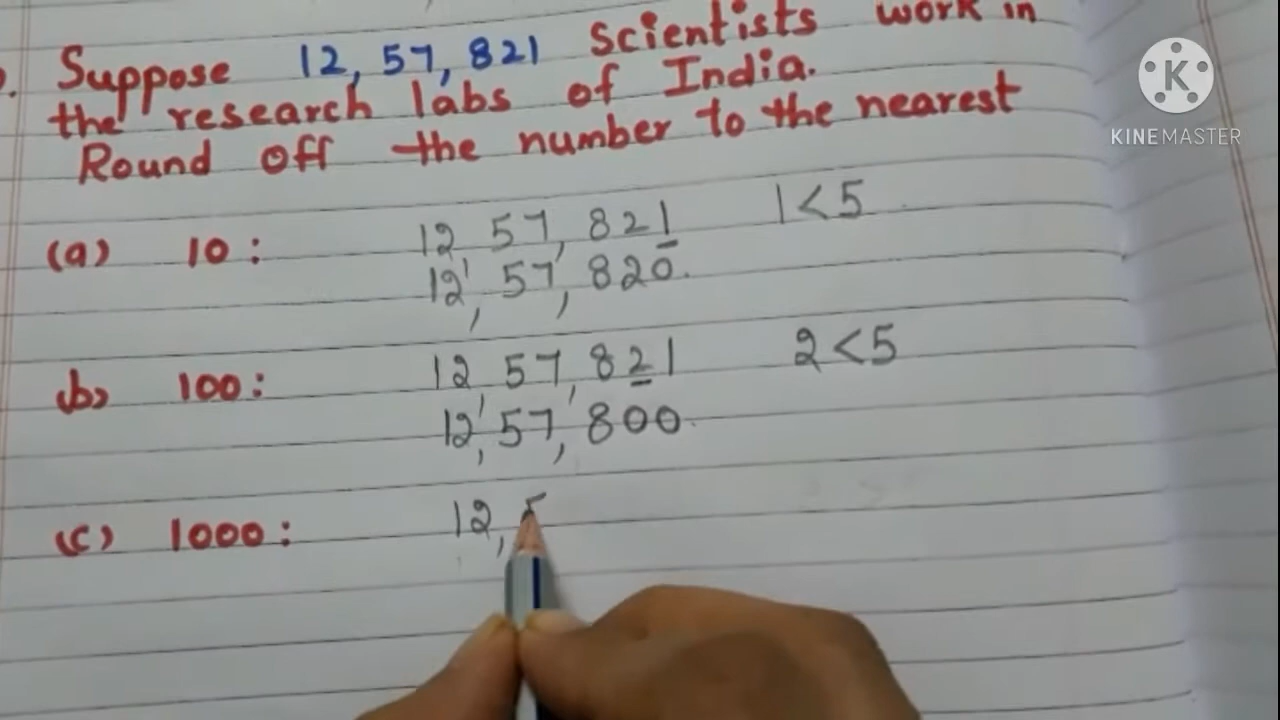 Suppose 12, 57, 821 Scientists work in
the research labs of India.
Round off the number to the nearest
(a) 10: 12, 57, 821 1<5
12, 57, 820.
(b) 100: 12, 57, 821 2<5
12, 57, 800.
(c) 1000: 12, 5
K
KINEMASTER